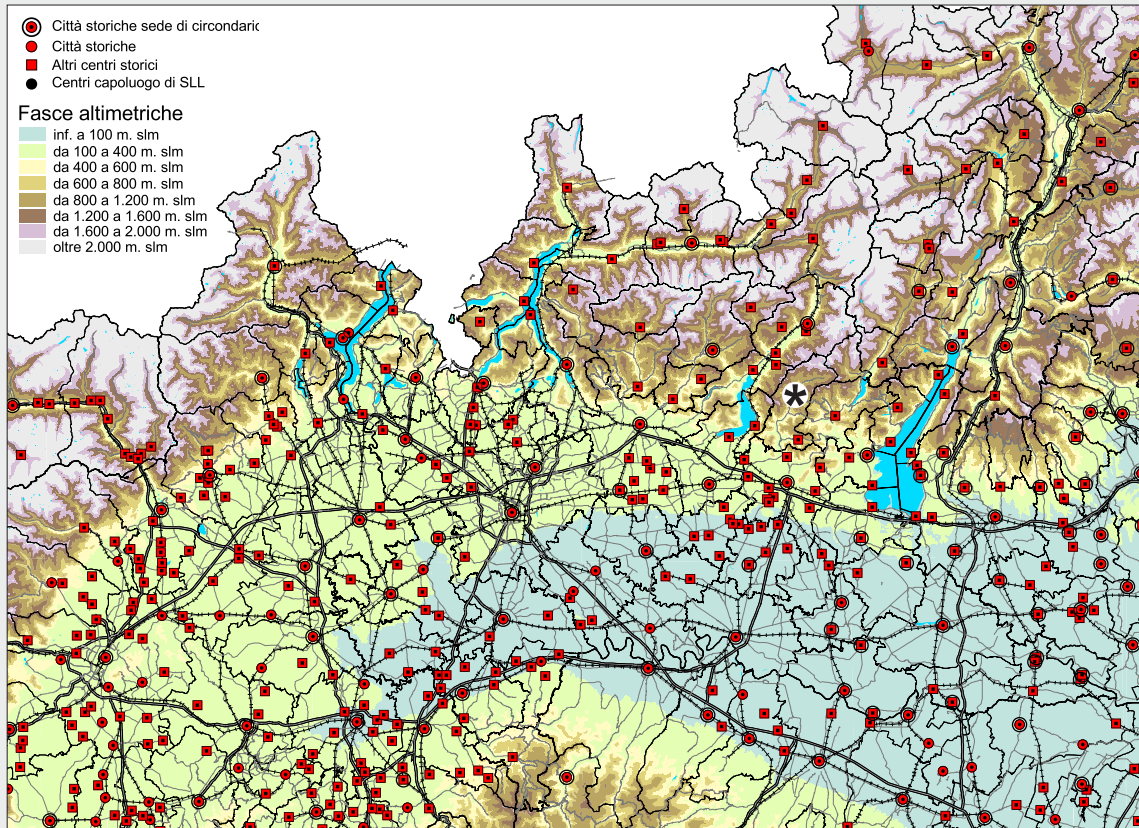 Città storiche sede di circondario
Città storiche
Altri centri storici
Centri capoluogo di SLL
Fasce altimetriche
inf. a 100 m. slm
da 100 a 400 m. slm
da 400 a 600 m. slm
da 600 a 800 m. slm
da 800 a 1.200 m. slm
da 1.200 a 1.600 m. slm
da 1.600 a 2.000 m. slm
oltre 2.000 m. slm
*